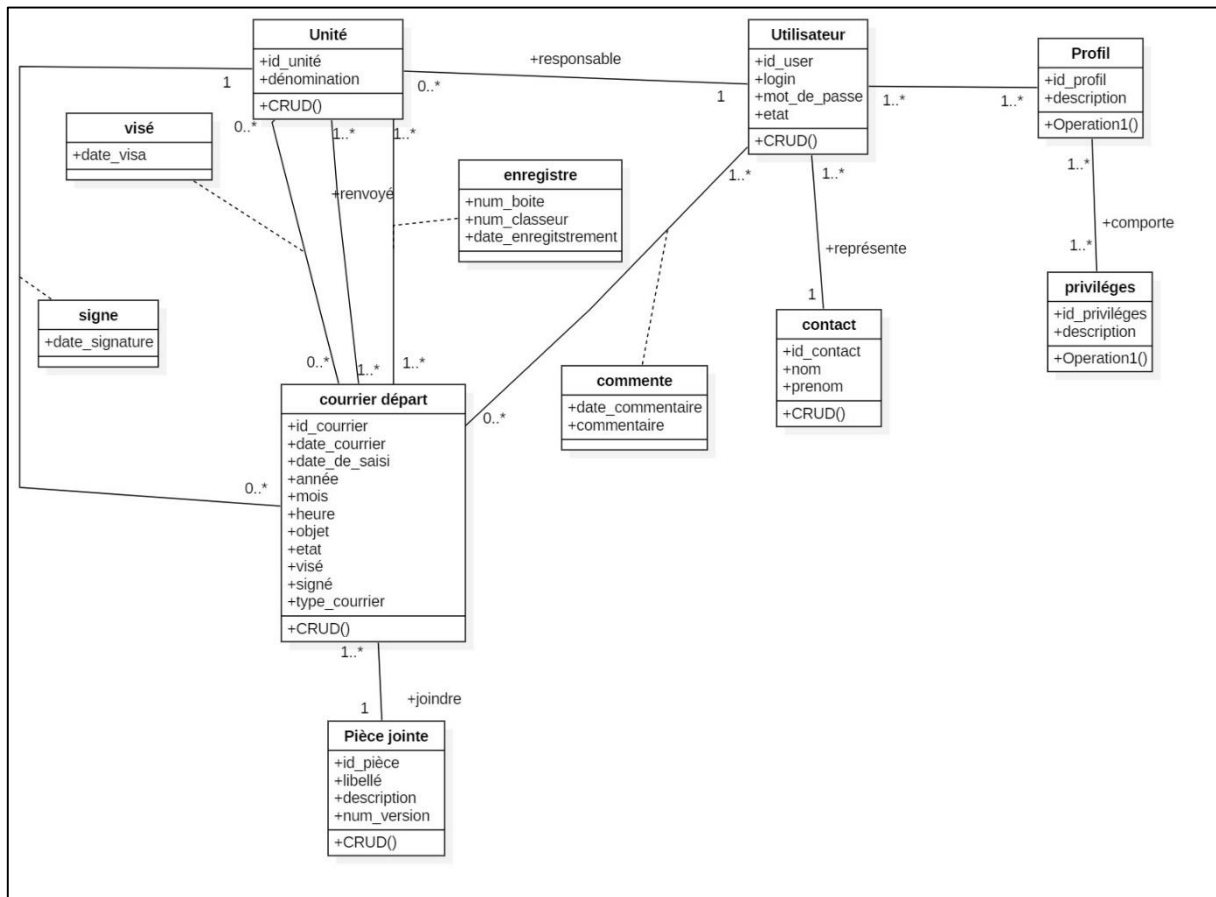 Unité
+id_unité
+dénomination
+CRUD()
1
0..*
0..*
1..*
1..*
+responsable
1
Utilisateur
+id_user
+login
+mot_de_passe
+etat
+CRUD()
1..*
1..*
1..*
1..*
Profil
+id_profil
+description
+Operation1()
1..*
+comporte
1..*
priviléges
+id_priviléges
+description
+Operation1()
visé
+date_visa
+renvoyé
enregistre
+num_boite
+num_classeur
+date_enregitstrement
+représente
1
contact
+id_contact
+nom
+prenom
+CRUD()
signe
+date_signature
commente
+date_commentaire
+commentaire
0..*
1..*
1..*
0..*
0..*
courrier départ
+id_courrier
+date_courrier
+date_de_saisi
+année
+mois
+heure
+objet
+etat
+visé
+signé
+type_courrier
+CRUD()
1..*
+joindre
1
Pièce jointe
+id_pièce
+libellé
+description
+num_version
+CRUD()